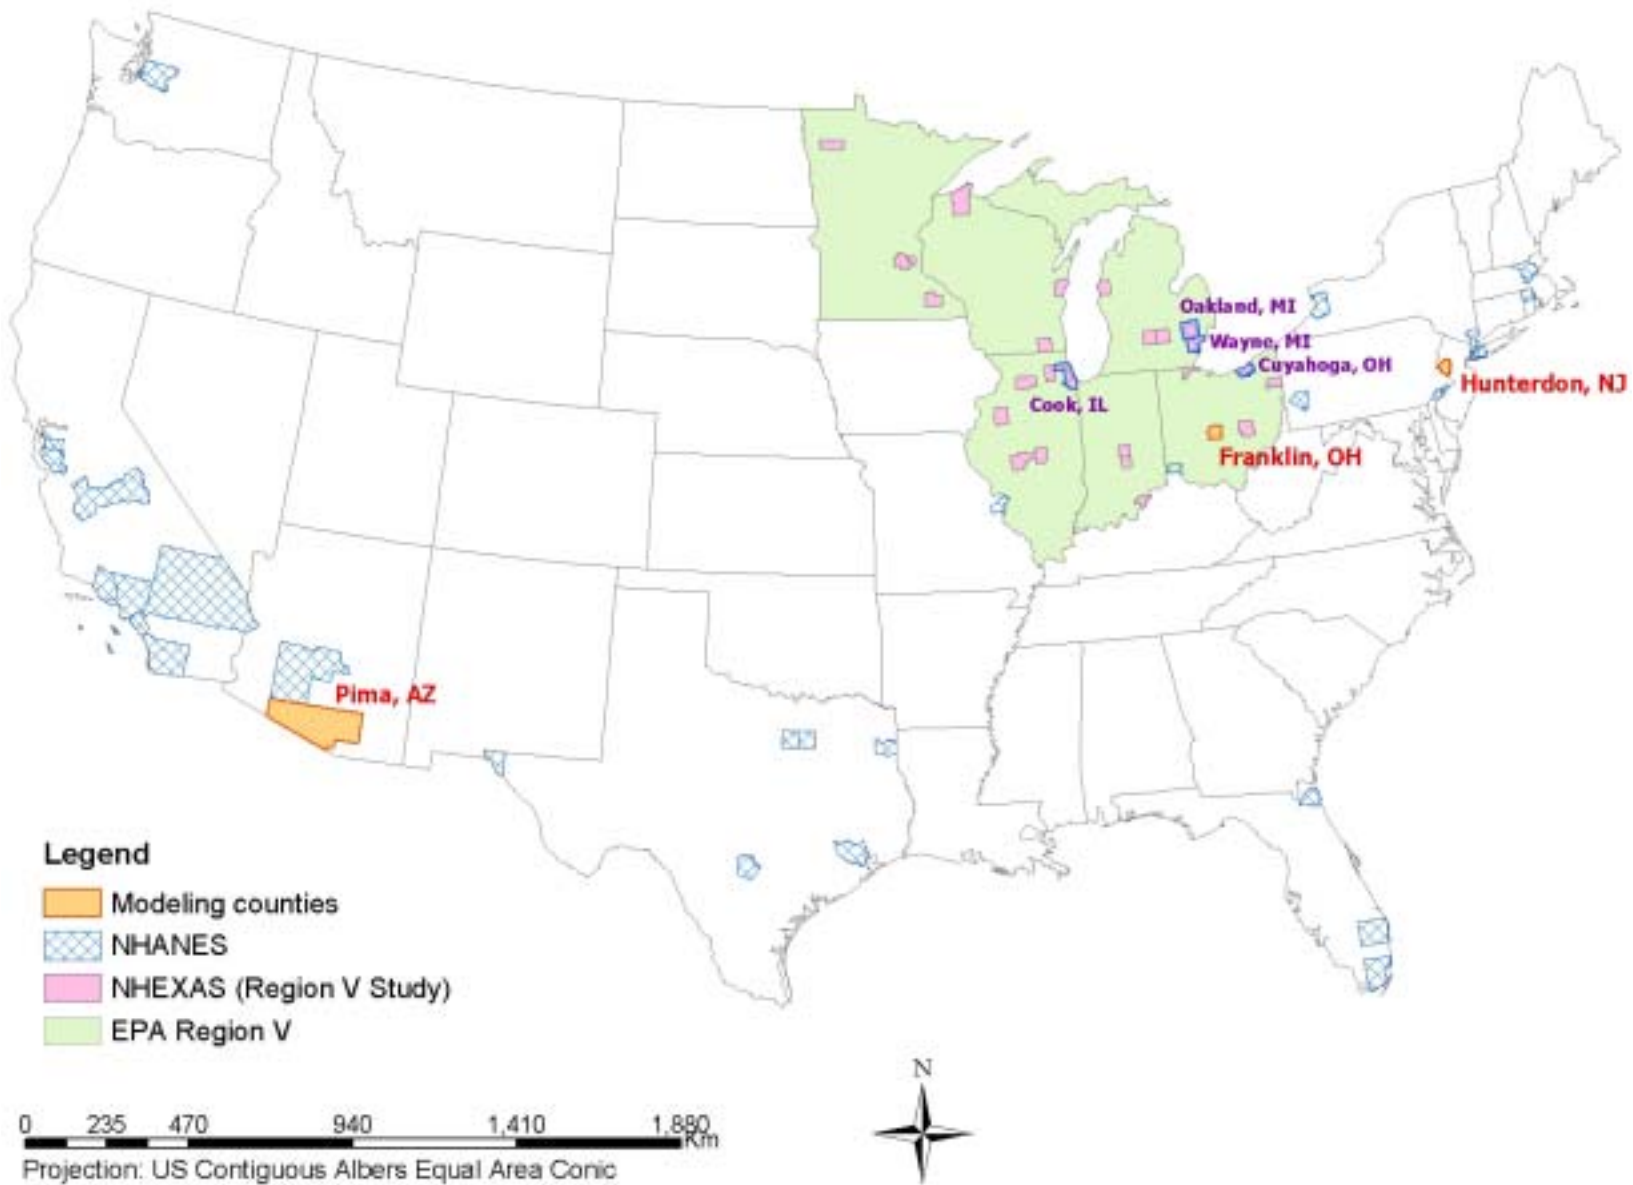 Oakland, MI
Wayne, MI
Cuyahoga, OH
Hunterdon, NJ
Cook, IL
Franklin, OH
Pima, AZ
Legend
Modeling counties
NHANES
NHEXAS (Region V Study)
EPA Region V
N
0 235 470 940 1,410 1,880
Km
Projection: US Contiguous Albers Equal Area Conic